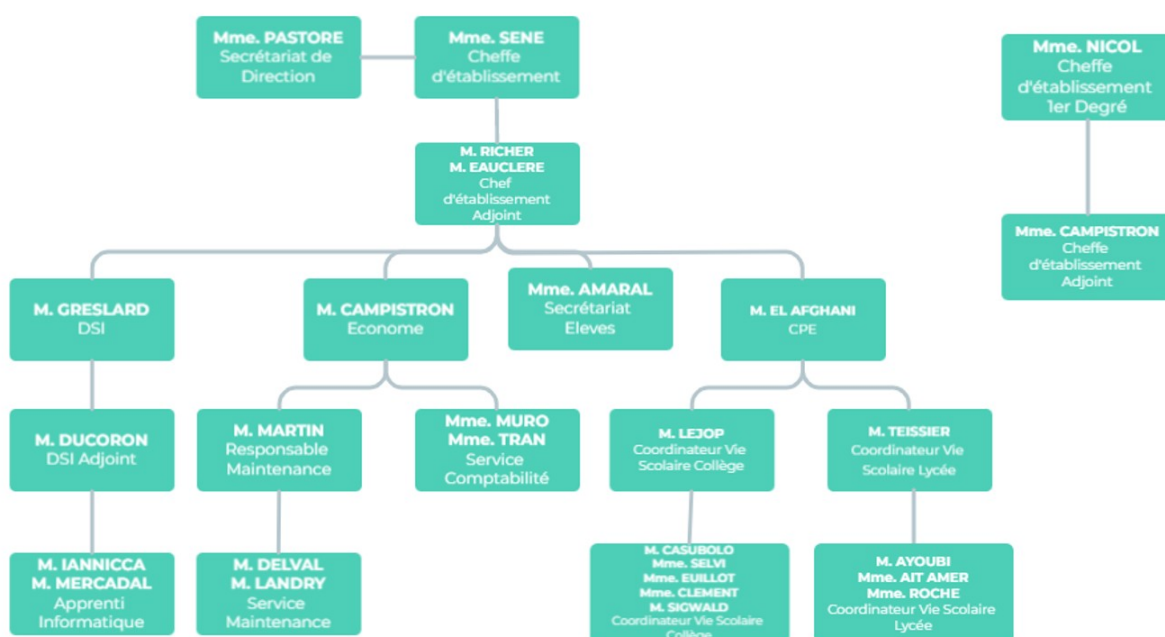 Mme. PASTORE
Secrétariat de
Direction
Mme. SENE
Cheffe
d'établissement
Mme. NICOL
Cheffe
d'établissement
1er Degré
M. RICHER
M. EAUCLERE
Chef
d'établissement
Adjoint
Mme. CAMPISTRON
Cheffe
d'établissement
Adjoint
M. GRESLARD
DSI
M. CAMPISTRON
Econome
Mme. AMARAL
Secrétariat
Eleves
M. EL AFGHANI
CPE
M. DUCORON
DSI Adjoint
M. MARTIN
Responsable
Maintenance
Mme. MURO
Mme. TRAN
Service
Comptabilité
M. LEJOP
Coordinateur Vie
Scolaire Collège
M. TEISSIER
Coordinateur Vie
Scolaire Lycée
M. IANNICCA
M. MERCADAL
Apprenti
Informatique
M. DELVAL
M. LANDRY
Service
Maintenance
M. CASUBOLO
Mme. SELVI
Mme. EUILLOT
Mme. CLEMENT
M. SIGWALD
Coordinateur Vie Scolaire
Collège
M. AYOUBI
Mme. AIT AMER
Mme. ROCHE
Coordinateur Vie Scolaire
Lycée